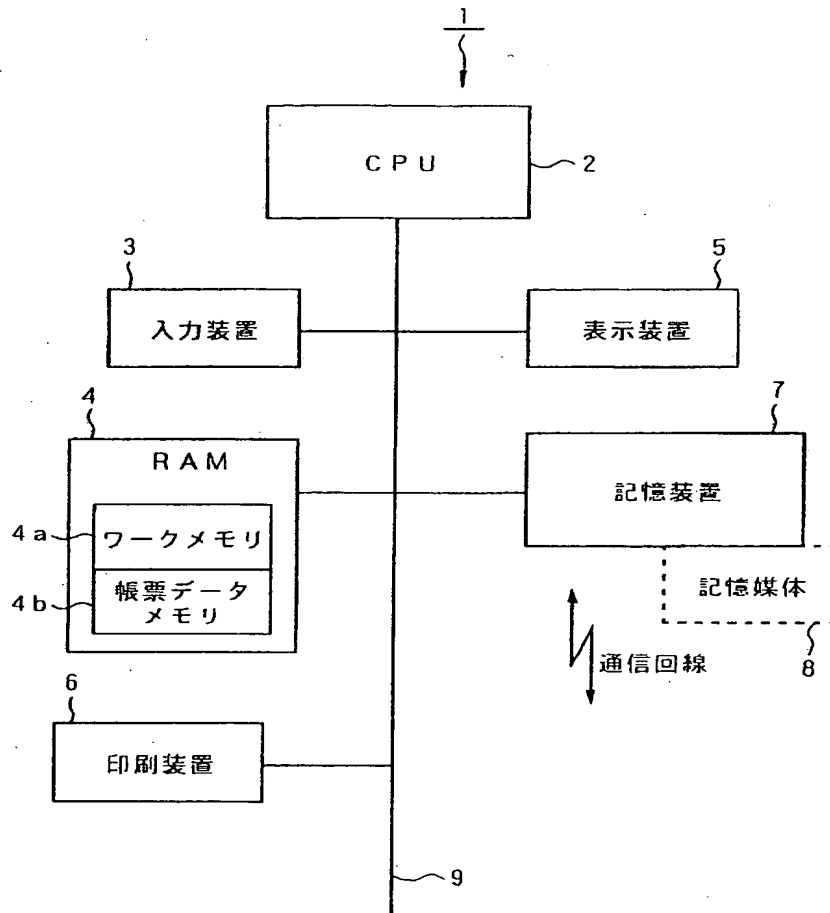 1
CPU
2
3
入力装置
5
表示装置
4
RAM
4a
ワークメモリ
4b
帳票データ
メモリ
7
記憶装置
記憶媒体
8
通信回線
6
印刷装置
9